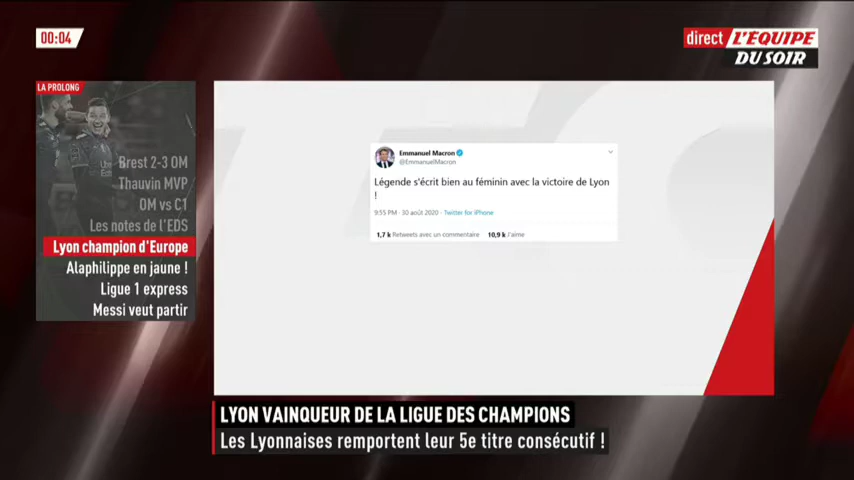 00:04
direct L'ÉQUIPE
DU SOIR
LA PROLONG
Brest 2-3 OM
Thauvin MVP
OM vs C1
Les notes de l'EDS
Lyon champion d'Europe
Alaphilippe en jaune !
Ligue 1 express
Messi veut partir
Emmanuel Macron
@EmmanuelMacron
Légende s'écrit bien au féminin avec la victoire de Lyon
!
9:55 PM · 30 août 2020 · Twitter for iPhone
1,7 k Retweets avec un commentaire 10,9 k J'aime
LYON VAINQUEUR DE LA LIGUE DES CHAMPIONS
Les Lyonnaises remportent leur 5e titre consécutif !